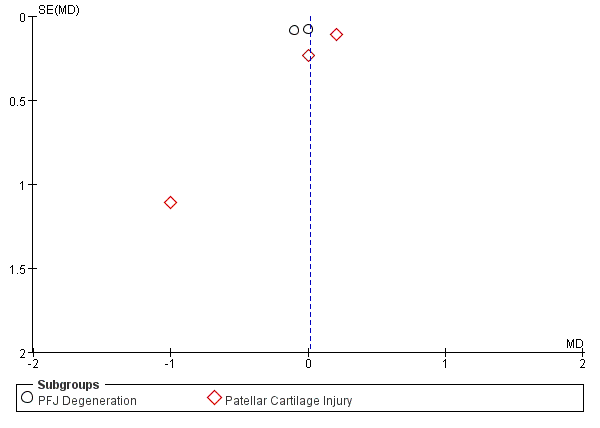 SE(MD)
0
0.5
1
1.5
2
MD
-2 -1 0 1 2
Subgroups
PFJ Degeneration Patellar Cartilage Injury